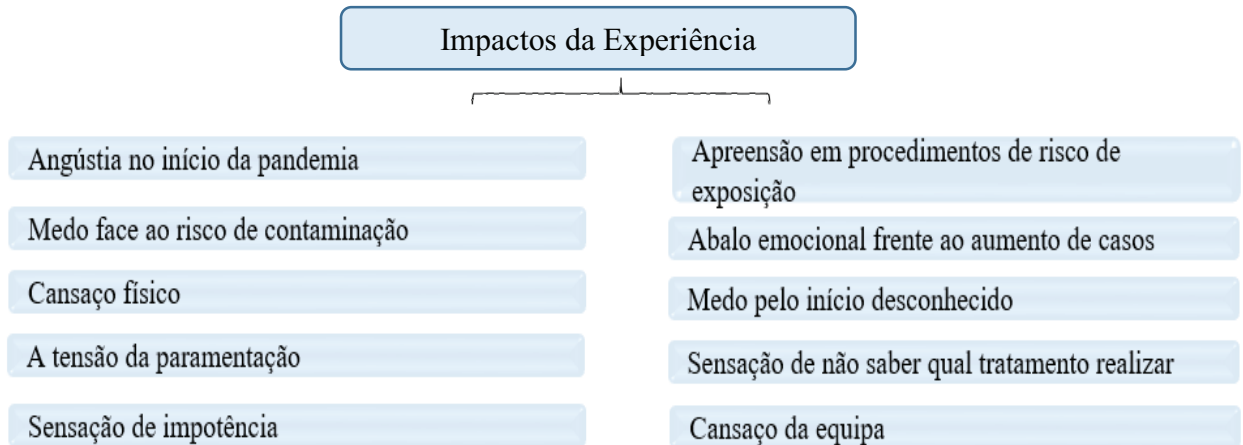 Impactos da Experiência
Angústia no início da pandemia
Medo face ao risco de contaminação
Cansaço físico
A tensão da paramentação
Sensação de impotência
Apreensão em procedimentos de risco de
exposição
Abalo emocional frente ao aumento de casos
Medo pelo início desconhecido
Sensação de não saber qual tratamento realizar
Cansaço da equipa